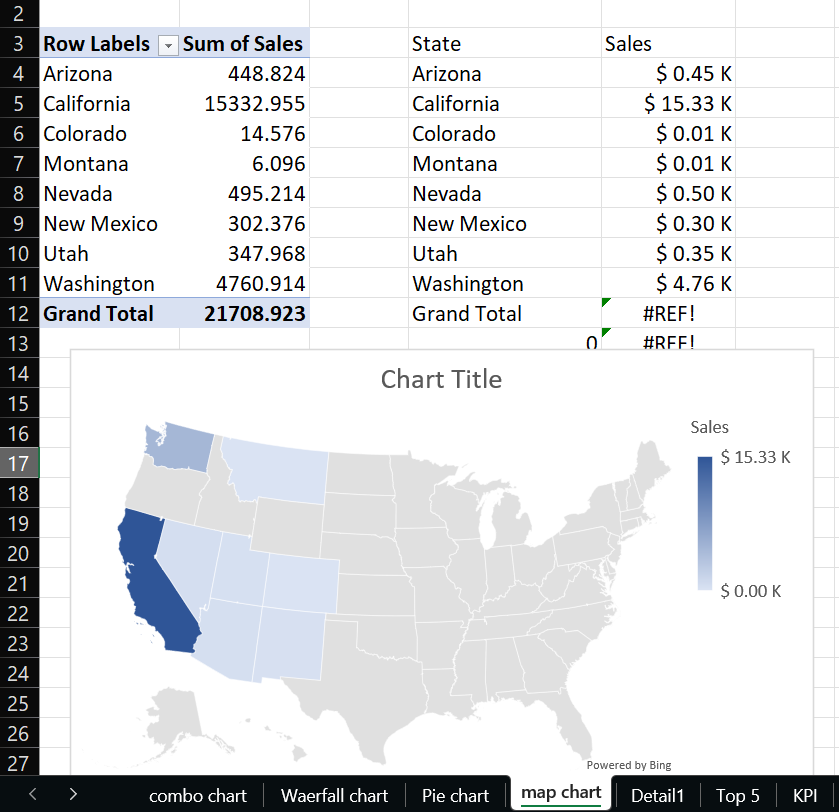 2
3 Row Labels Sum of Sales State Sales
4 Arizona 448.824 Arizona $ 0.45 K
5 California 15332.955 California $ 15.33 K
6 Colorado 14.576 Colorado $ 0.01 K
7 Montana 6.096 Montana $ 0.01 K
8 Nevada 495.214 Nevada $ 0.50 K
9 New Mexico 302.376 New Mexico $ 0.30 K
10 Utah 347.968 Utah $ 0.35 K
11 Washington 4760.914 Washington $ 4.76 K
12 Grand Total 21708.923 Grand Total #REF!
13 0 #REF!
14
Chart Title
15
16
Sales
17
$ 15.33 K
18
19
20
21
$ 0.00 K
22
23
24
25
26
27
Powered by Bing
combo chart Waerfall chart Pie chart map chart Detail1 Top 5 KPI